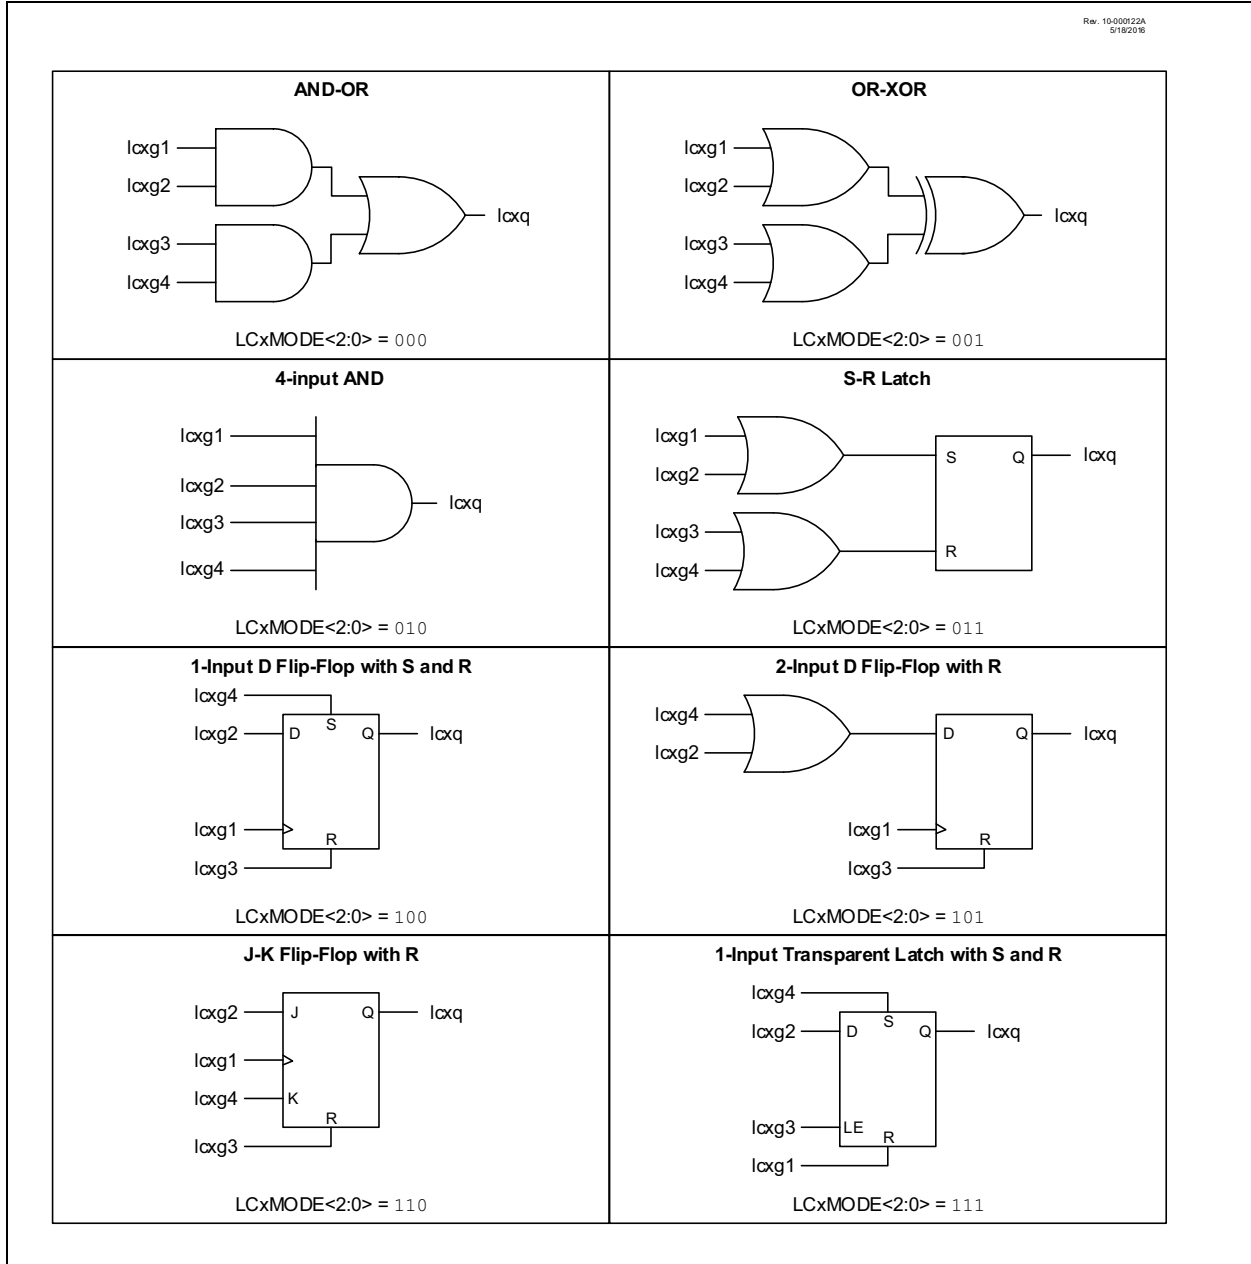 Rev. 10-000122A
5/18/2016
AND-OR
lcxg1
lcxg2
lcxg3
lcxg4
lcxq
LCxMODE<2:0> = 000
OR-XOR
lcxg1
lcxg2
lcxg3
lcxg4
lcxq
LCxMODE<2:0> = 001
4-input AND
lcxg1
lcxg2
lcxg3
lcxg4
lcxq
LCxMODE<2:0> = 010
S-R Latch
lcxg1
lcxg2
lcxg3
lcxg4
S
Q
lcxq
R
LCxMODE<2:0> = 011
1-Input D Flip-Flop with S and R
lcxg4
S
lcxg2
D
Q
lcxq
lcxg1
R
lcxg3
LCxMODE<2:0> = 100
2-Input D Flip-Flop with R
lcxg4
lcxg2
D
Q
lcxq
lcxg1
R
lcxg3
LCxMODE<2:0> = 101
J-K Flip-Flop with R
lcxg2
J
Q
lcxq
lcxg1
lcxg4
K
R
lcxg3
LCxMODE<2:0> = 110
1-Input Transparent Latch with S and R
lcxg4
S
lcxg2
D
Q
lcxq
lcxg3
LE
R
lcxg1
LCxMODE<2:0> = 111